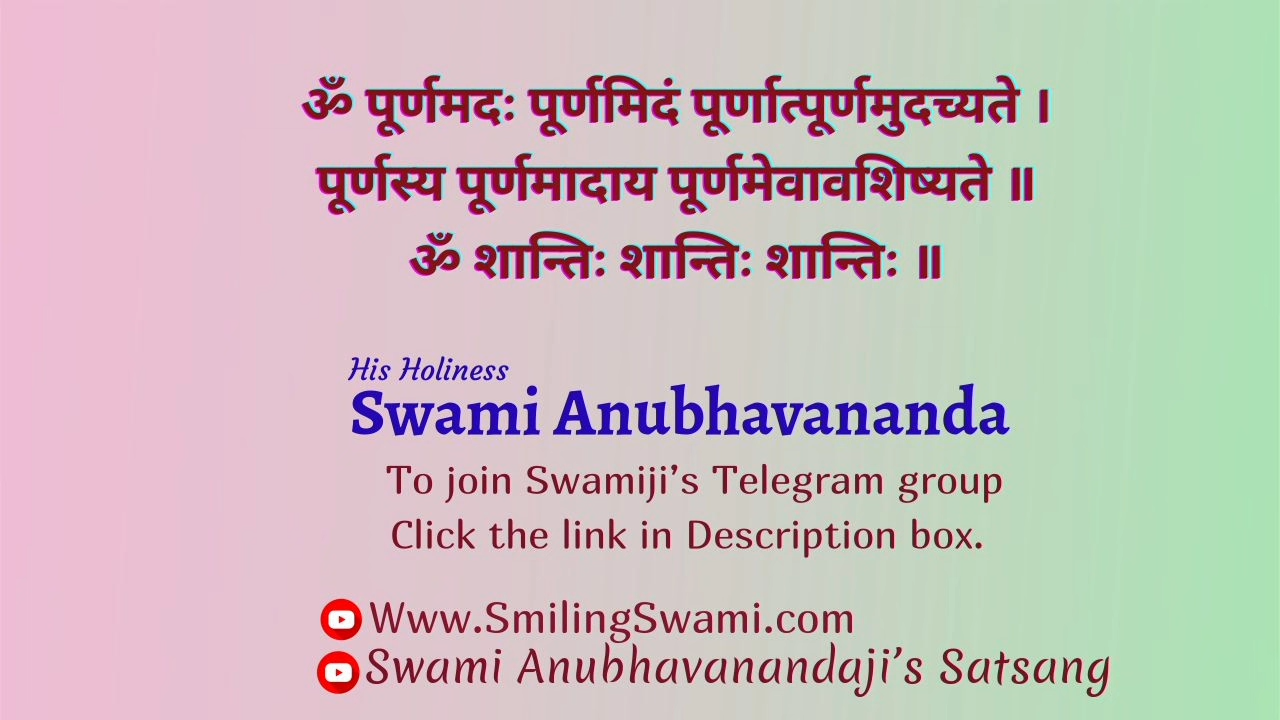 ॐ पूर्णमदः पूर्णमिदं पूर्णात्पूर्णमुदच्यते ।
पूर्णस्य पूर्णमादाय पूर्णमेवावशिष्यते ॥
ॐ शान्तिः शान्तिः शान्तिः ॥
His Holiness
Swami Anubhavananda
To join Swamiji’s Telegram group
Click the link in Description box.
Www.SmilingSwami.com
Swami Anubhavanandaji’s Satsang